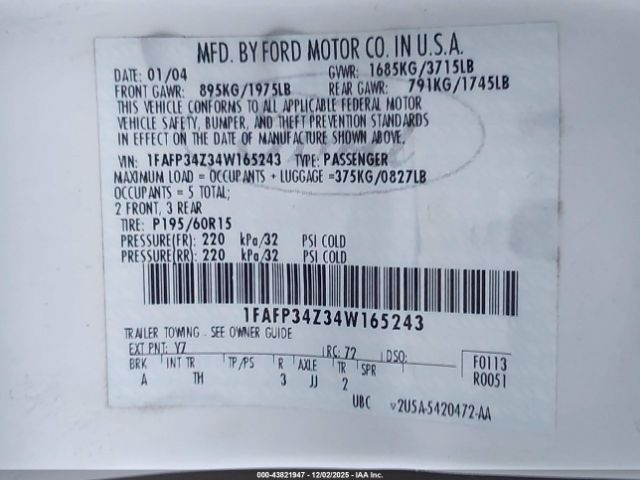 MFD. BY FORD MOTOR CO. IN U.S.A.
DATE: 01/04 GVWR: 1685KG/3715LB
FRONT GAWR: 895KG/1975LB REAR GAWR: 791KG/1745LB
THIS VEHICLE CONFORMS TO ALL APPLICABLE FEDERAL MOTOR
VEHICLE SAFETY, BUMPER, AND THEFT PREVENTION STANDARDS
IN EFFECT ON THE DATE OF MANUFACTURE SHOWN ABOVE.
VIN: 1FAFP34Z34W165243 TYPE: PASSENGER
MAXIMUM LOAD = OCCUPANTS + LUGGAGE =375KG/0827LB
OCCUPANTS = 5 TOTAL;
2 FRONT, 3 REAR
TIRE: P195/60R15
PRESSURE(FR): 220 kPa/32 PSI COLD
PRESSURE(RR): 220 kPa/32 PSI COLD
1FAFP34Z34W165243
TRAILER TOWING - SEE OWNER GUIDE
EXT PNT: Y7 RC: 72 DSO: F0113
BRK INT TR TP/PS R AXLE TR SPR R0051
A TH 3 JJ 2
UBC v2U5A-5420472-AA
000-43821947 - 12/02/2025 - IAA Inc.